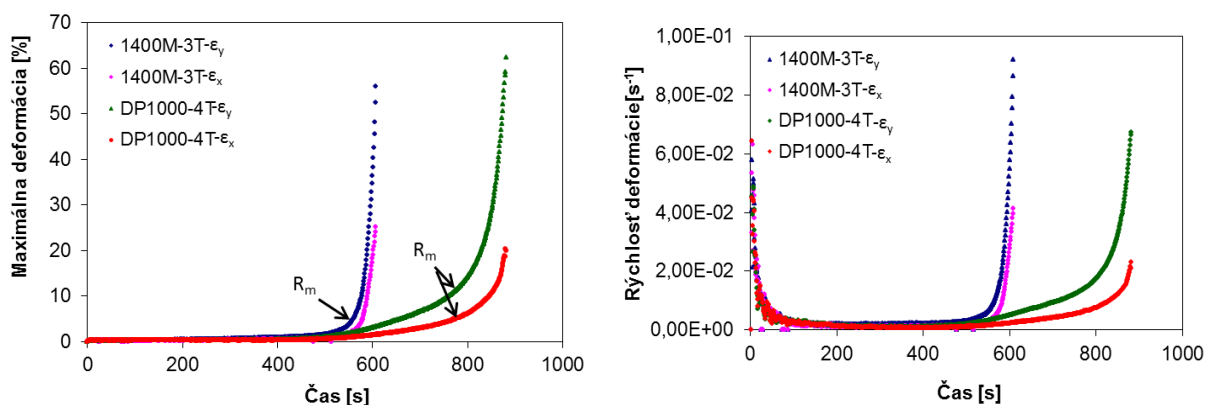 Maximálna deformácia [%]
70
60
50
40
30
20
10
0
1400M-3T-εy
1400M-3T-εx
DP1000-4T-εy
DP1000-4T-εx
Rm
Rm
0 200 400 600 800 1000
Čas [s]
Rýchlosť deformácie[s-1]
1,00E-01
8,00E-02
6,00E-02
4,00E-02
2,00E-02
0,00E+00
1400M-3T-εy
1400M-3T-εx
DP1000-4T-εy
DP1000-4T-εx
0 200 400 600 800 1000
Čas [s]